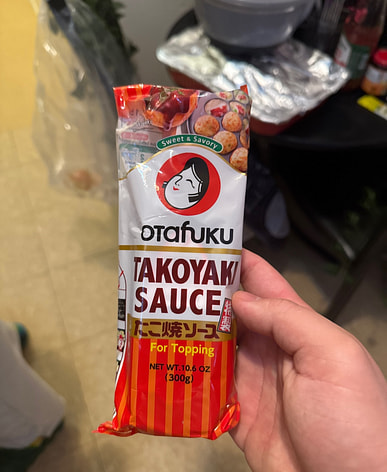 Sweet & Savory
OTaFUKU
TAKOYAKI
SAUCE
たこ焼ソース
For Topping
NET WT 10.6 OZ
(300g)